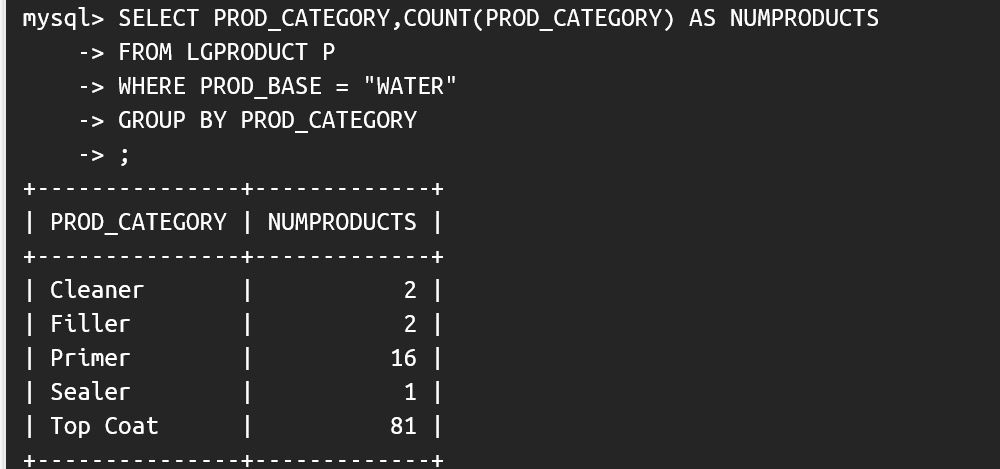 mysql> SELECT PROD_CATEGORY,COUNT(PROD_CATEGORY) AS NUMPRODUCTS
    -> FROM LGPRODUCT P
    -> WHERE PROD_BASE = "WATER"
    -> GROUP BY PROD_CATEGORY
    -> ;
+---------------+-------------+
| PROD_CATEGORY | NUMPRODUCTS |
+---------------+-------------+
| Cleaner       |           2 |
| Filler        |           2 |
| Primer        |          16 |
| Sealer        |           1 |
| Top Coat      |          81 |
+---------------+-------------+